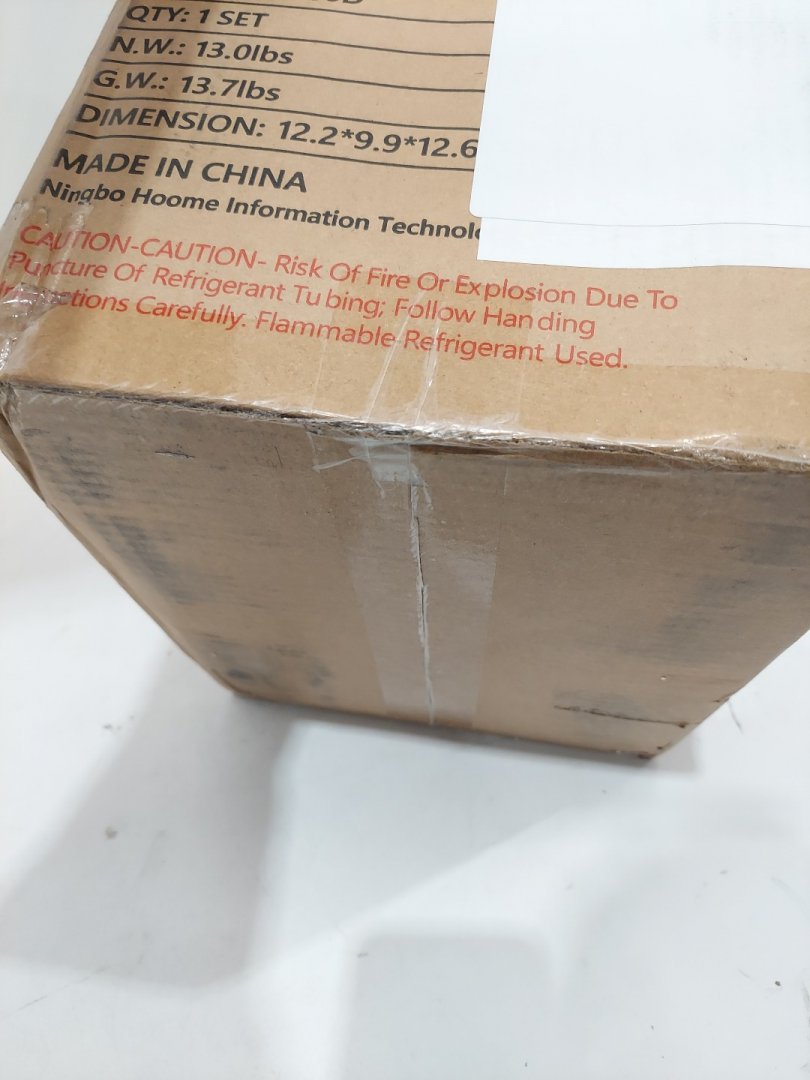 QTY: 1 SET
N.W.: 13.0lbs
G.W.: 13.7lbs
DIMENSION: 12.2*9.9*12.6
MADE IN CHINA
Ningbo Hoome Information
CAUTION-CAUTION- Risk Of Fire Or Explosion Due To
Puncture Of Refrigerant Tubing; Follow Handing
Carefully. Flammable Refrigerant Used.